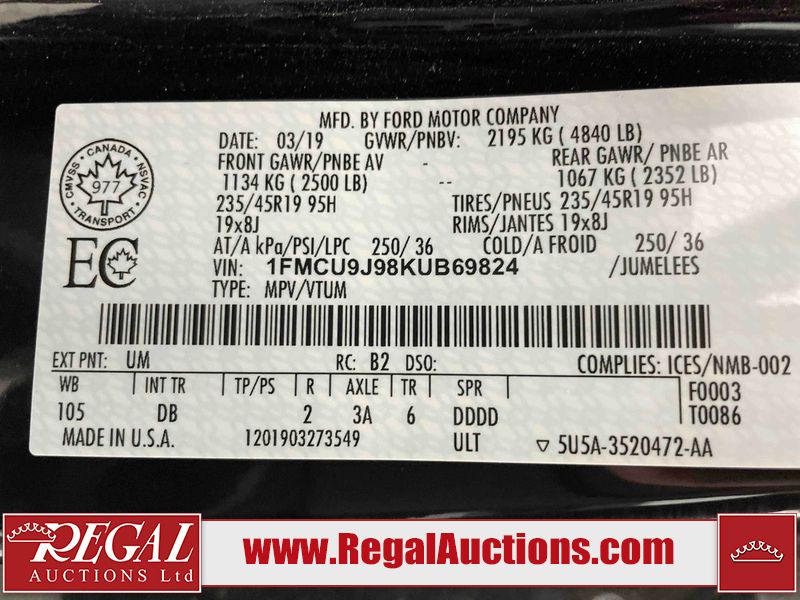 MFD. BY FORD MOTOR COMPANY
DATE: 03/19 GVWR/PNBV: 2195 KG ( 4840 LB)
FRONT GAWR/PNBE AV - REAR GAWR/ PNBE AR
1134 KG ( 2500 LB) -- 1067 KG ( 2352 LB)
235/45R19 95H TIRES/PNEUS 235/45R19 95H
19x8J RIMS/JANTES 19x8J
AT/A kPa/PSI/LPC 250/ 36 COLD/A FROID 250/ 36
VIN: 1FMCU9J98KUB69824 /JUMELEES
TYPE: MPV/VTUM
CANADA
CMVSS NSVAC
977
TRANSPORT
EC
EXT PNT: UM RC: B2 DSO: COMPLIES: ICES/NMB-002
WB INT TR TP/PS R AXLE TR SPR F0003
105 DB 2 3A 6 DDDD T0086
MADE IN U.S.A. 1201903273549 ULT ▽ 5U5A-3520472-AA
REGAL
AUCTIONS Ltd
www.RegalAuctions.com